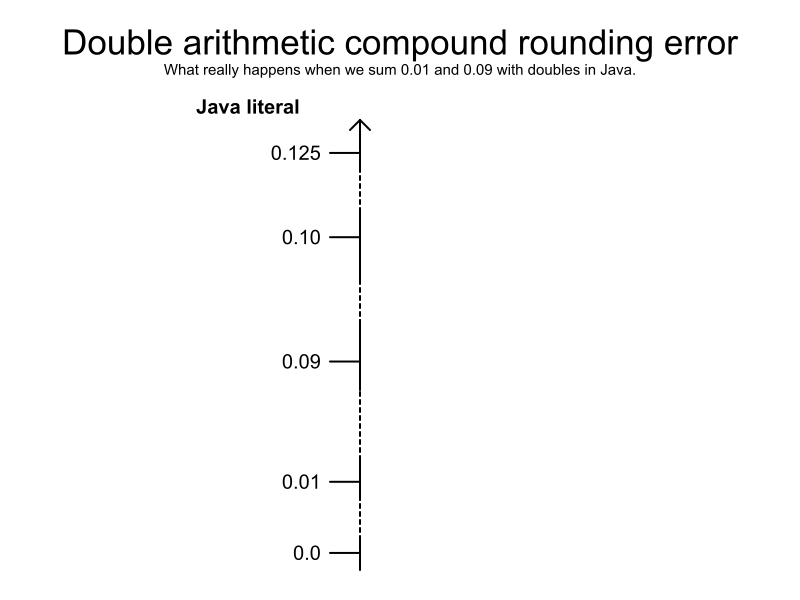 Double arithmetic compound rounding error
What really happens when we sum 0.01 and 0.09 with doubles in Java.
Java literal
0.125
0.10
0.09
0.01
0.0